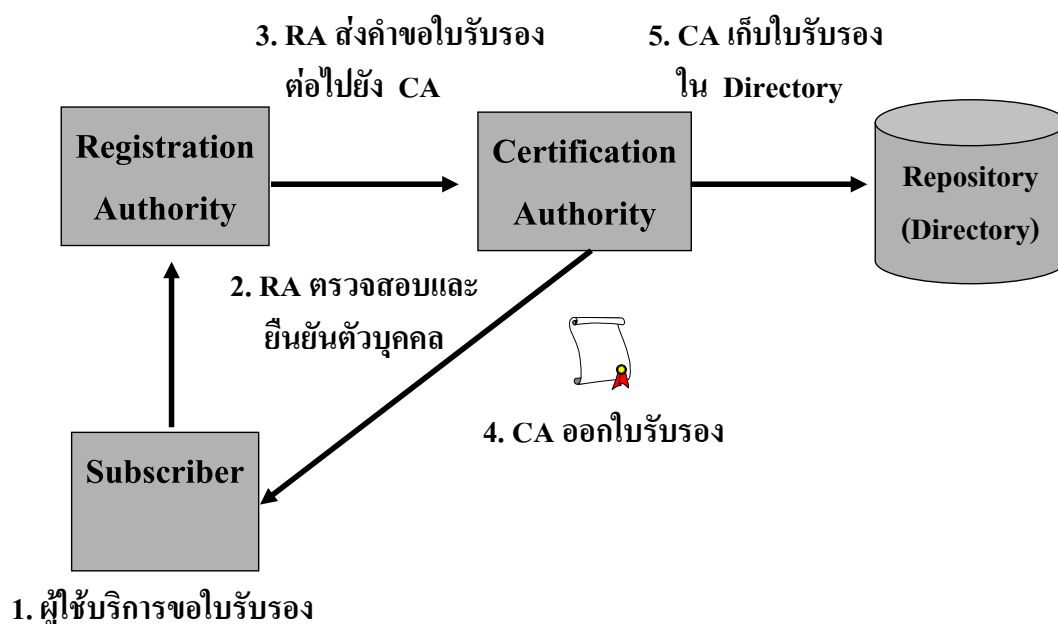 3. RA ส่งคำขอใบรับรอง
ต่อไปยัง CA
5. CA เก็บใบรับรอง
ใน Directory
Registration
Authority
Certification
Authority
Repository
(Directory)
2. RA ตรวจสอบและ
ยืนยันตัวบุคคล
4. CA ออกใบรับรอง
Subscriber
1. ผู้ใช้บริการขอใบรับรอง